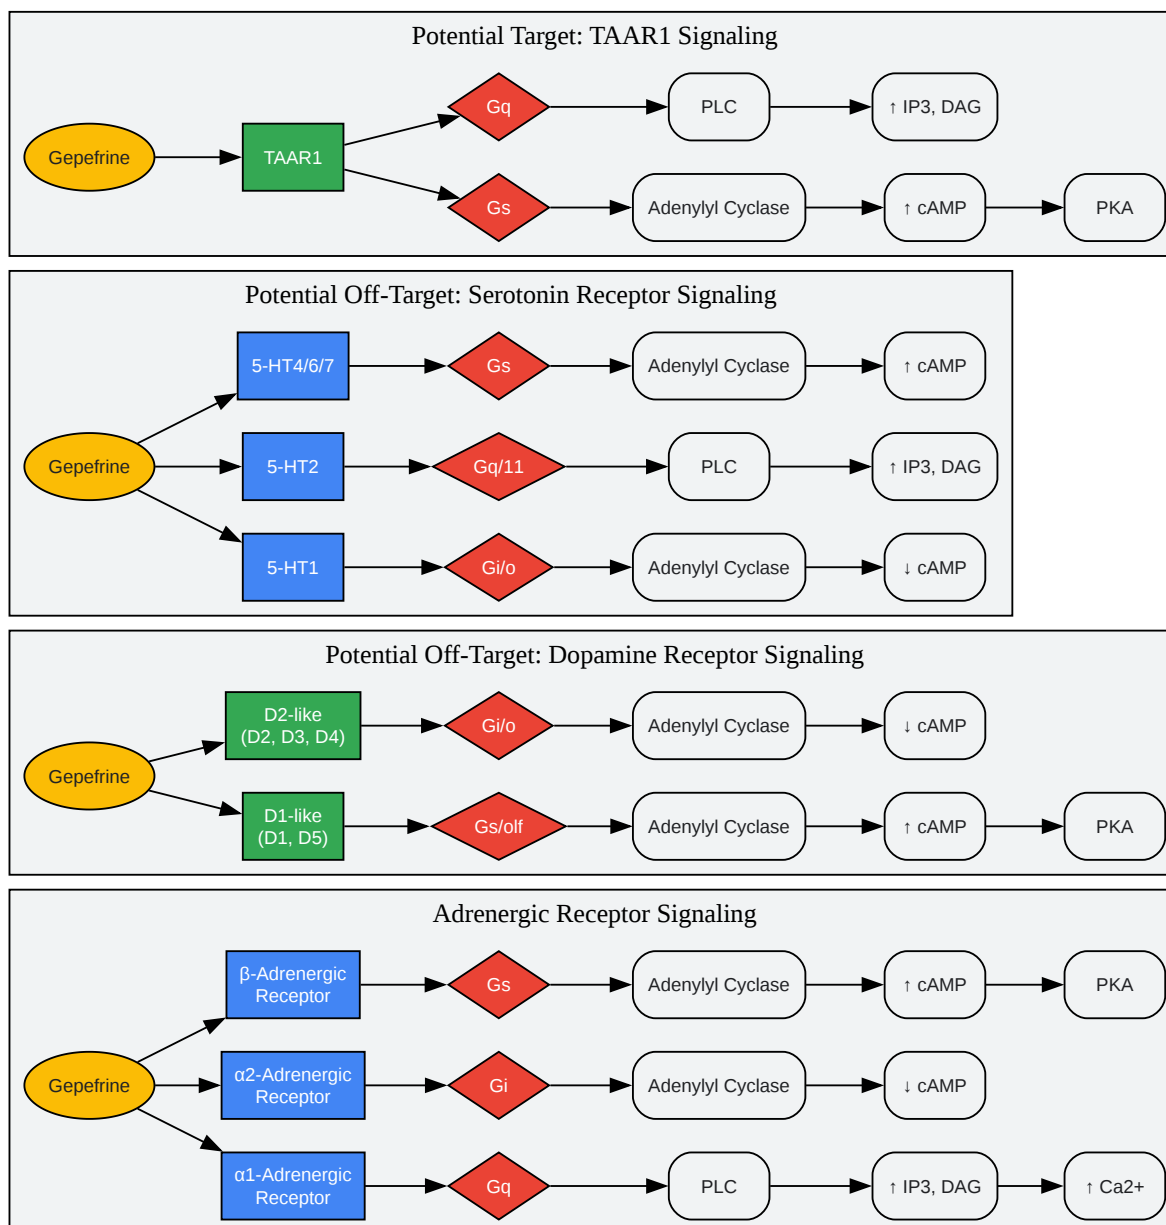 Potential Target: TAAR1 Signaling
Gq
PLC
↑ IP3, DAG
Gepefrine
TAAR1
Gs
Adenylyl Cyclase
↑ cAMP
PKA
Potential Off-Target: Serotonin Receptor Signaling
5-HT4/6/7
Gs
Adenylyl Cyclase
↑ cAMP
Gepefrine
5-HT2
Gq/11
PLC
↑ IP3, DAG
5-HT1
Gi/o
Adenylyl Cyclase
↓ cAMP
Potential Off-Target: Dopamine Receptor Signaling
D2-like
(D2, D3, D4)
Gi/o
Adenylyl Cyclase
↓ cAMP
Gepefrine
D1-like
(D1, D5)
Gs/olf
Adenylyl Cyclase
↑ cAMP
PKA
Adrenergic Receptor Signaling
β-Adrenergic
Receptor
Gs
Adenylyl Cyclase
↑ cAMP
PKA
Gepefrine
α2-Adrenergic
Receptor
Gi
Adenylyl Cyclase
↓ cAMP
α1-Adrenergic
Receptor
Gq
PLC
↑ IP3, DAG
↑ Ca2+